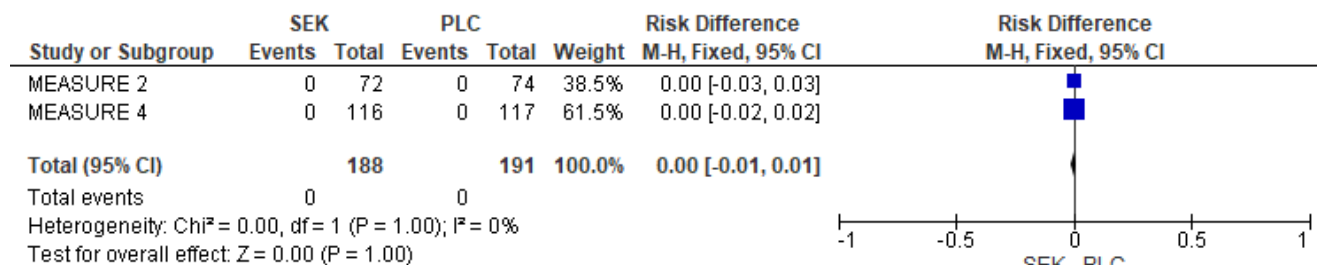 SEK PLC Risk Difference Risk Difference
Study or Subgroup Events Total Events Total Weight M-H, Fixed, 95% CI M-H, Fixed, 95% CI
MEASURE 2 0 72 0 74 38.5% 0.00 [-0.03, 0.03]
MEASURE 4 0 116 0 117 61.5% 0.00 [-0.02, 0.02]
Total (95% CI) 188 191 100.0% 0.00 [-0.01, 0.01]
Total events 0 0
Heterogeneity: Chi² = 0.00, df = 1 (P = 1.00); I² = 0%
Test for overall effect: Z = 0.00 (P = 1.00)
-1 -0.5 0 0.5 1
SEK PLC